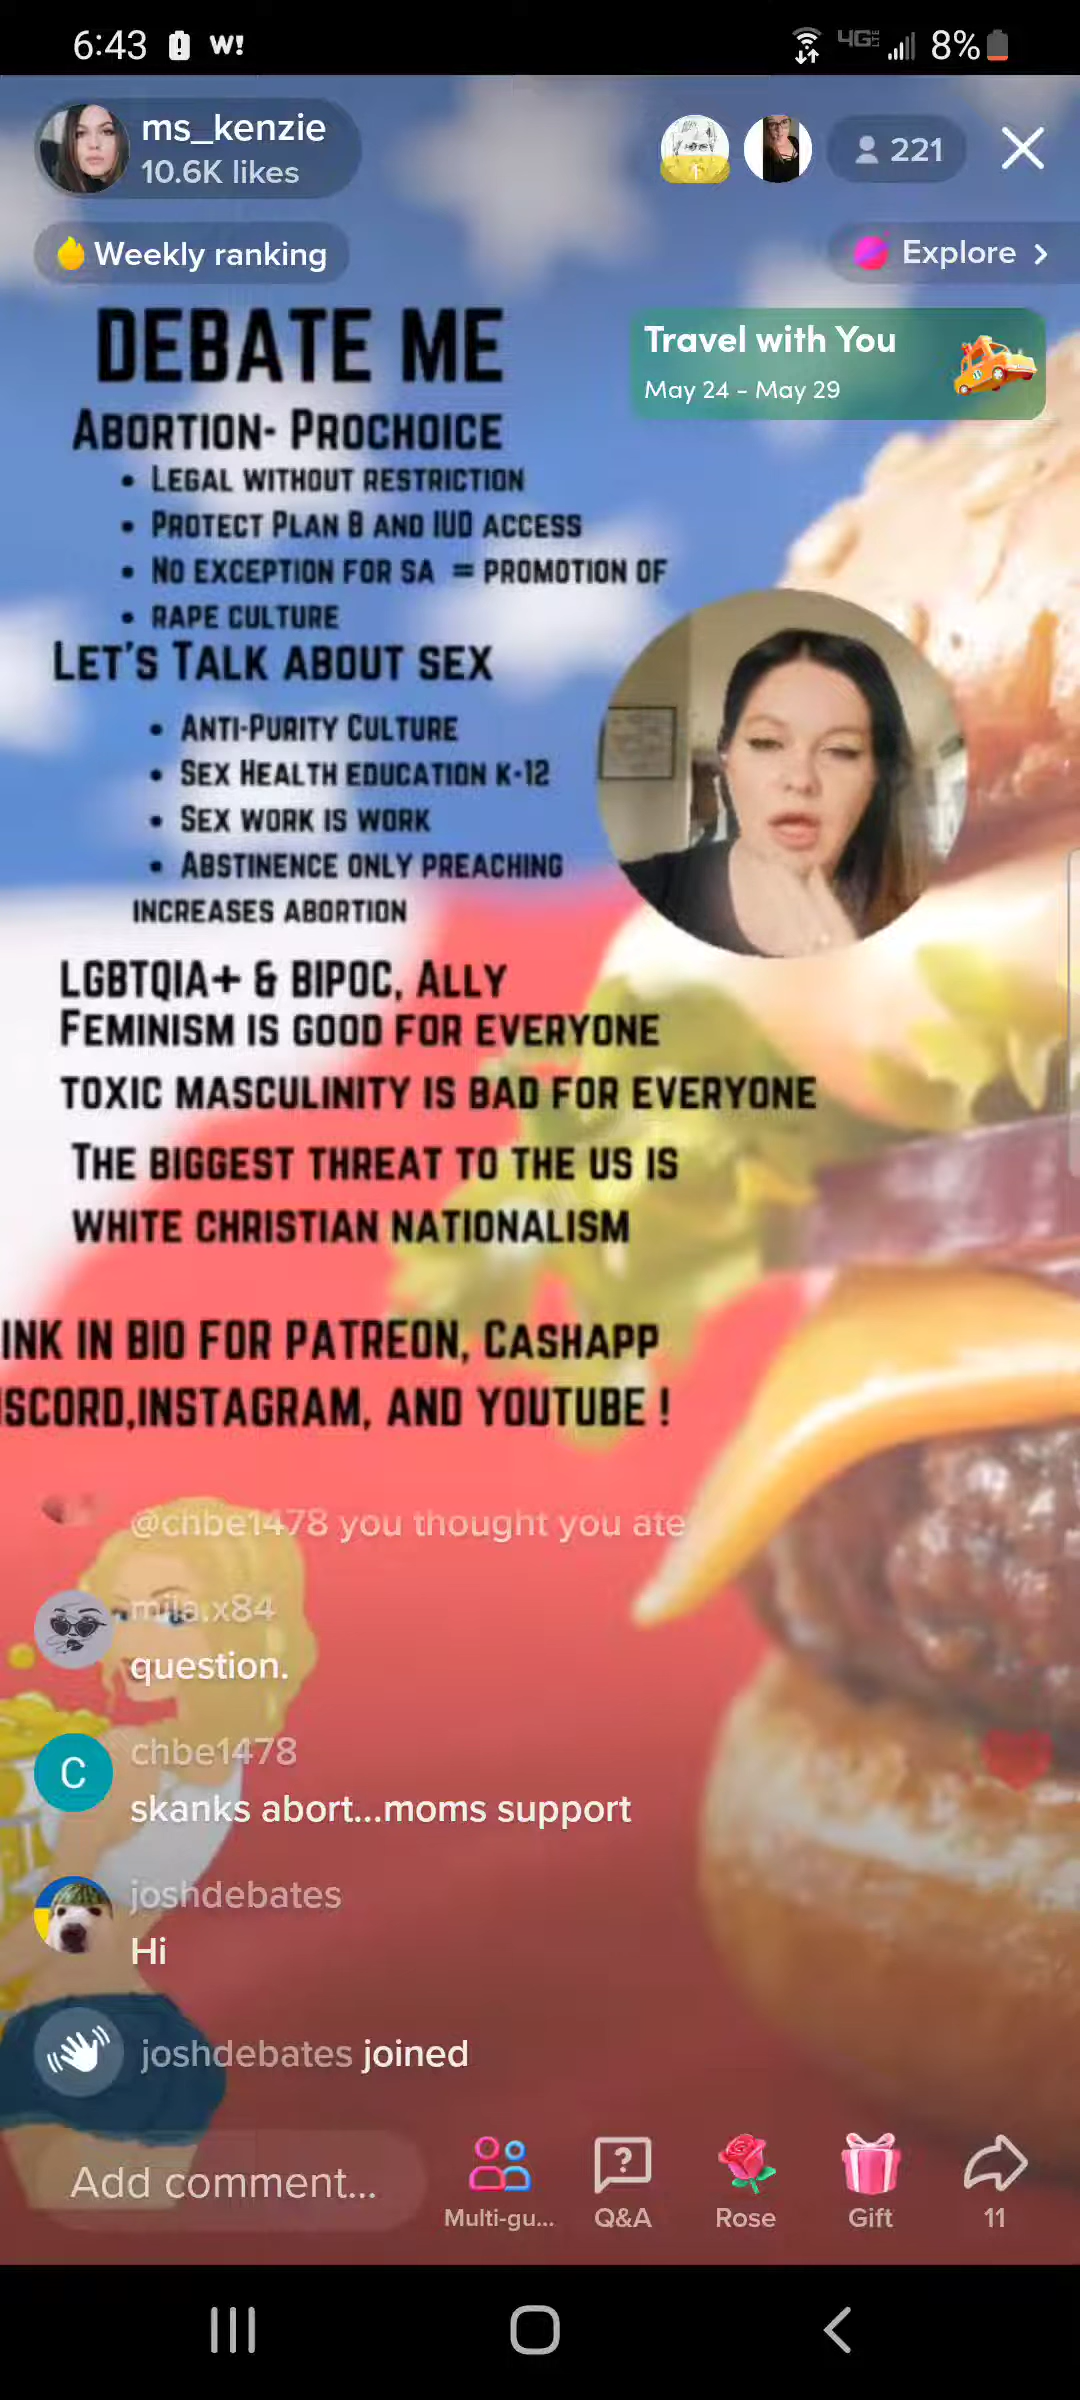 6:43 W! 4G LTE 8%
ms_kenzie
10.6K likes
221
Weekly ranking
Explore >
DEBATE ME
Travel with You
May 24 - May 29
ABORTION- PROCHOICE
• LEGAL WITHOUT RESTRICTION
• PROTECT PLAN B AND IUD ACCESS
• NO EXCEPTION FOR SA = PROMOTION OF
• RAPE CULTURE
LET'S TALK ABOUT SEX
• ANTI-PURITY CULTURE
• SEX HEALTH EDUCATION K-12
• SEX WORK IS WORK
• ABSTINENCE ONLY PREACHING
INCREASES ABORTION
LGBTQIA+ & BIPOC, ALLY
FEMINISM IS GOOD FOR EVERYONE
TOXIC MASCULINITY IS BAD FOR EVERYONE
THE BIGGEST THREAT TO THE US IS
WHITE CHRISTIAN NATIONALISM
INK IN BIO FOR PATREON, CASHAPP
ISCORD,INSTAGRAM, AND YOUTUBE !
@chbe1478 you thought you ate
mila.x84
question.
chbe1478
C
skanks abort...moms support
joshdebates
Hi
joshdebates joined
Add comment...
Multi-gu...
Q&A
Rose
Gift
11